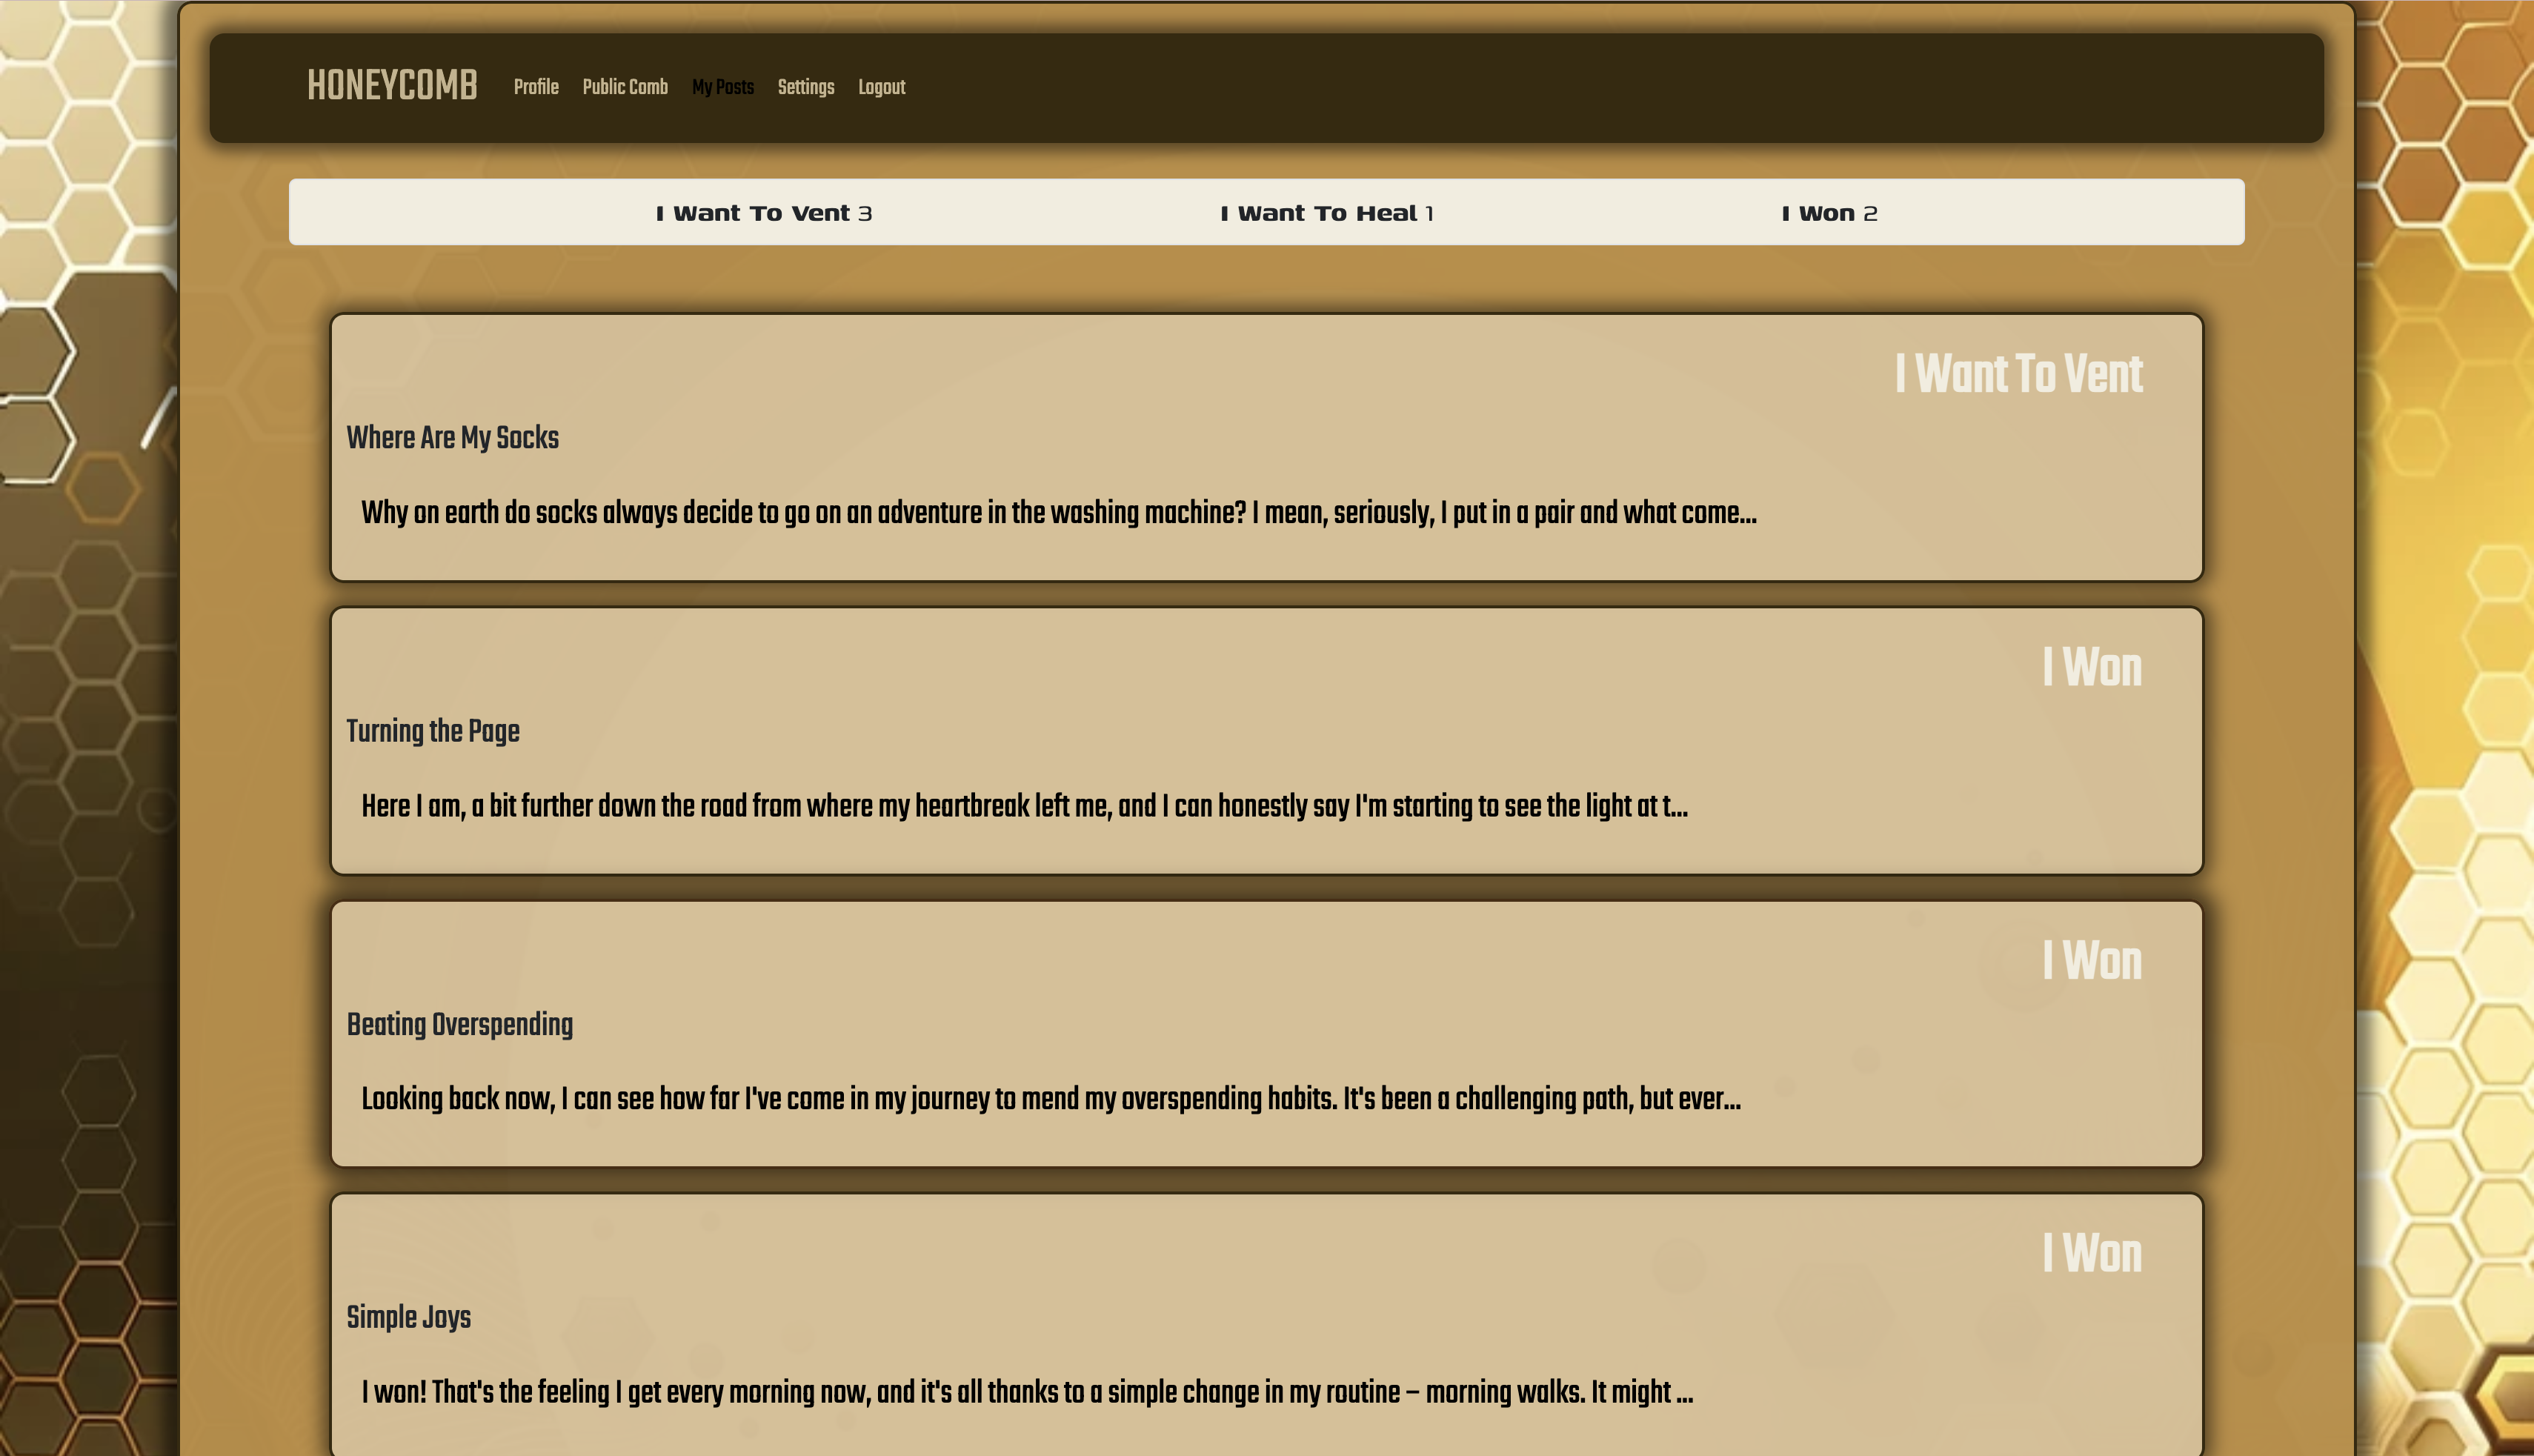 HONEYCOMB Profile Public Comb My Posts Settings Logout
I Want To Vent 3 I Want To Heal 1 I Won 2
I Want To Vent
Where Are My Socks
Why on earth do socks always decide to go on an adventure in the washing machine? I mean, seriously, I put in a pair and what come...
I Won
Turning the Page
Here I am, a bit further down the road from where my heartbreak left me, and I can honestly say I'm starting to see the light at t...
I Won
Beating Overspending
Looking back now, I can see how far I've come in my journey to mend my overspending habits. It's been a challenging path, but ever...
I Won
Simple Joys
I won! That's the feeling I get every morning now, and it's all thanks to a simple change in my routine – morning walks. It might ...